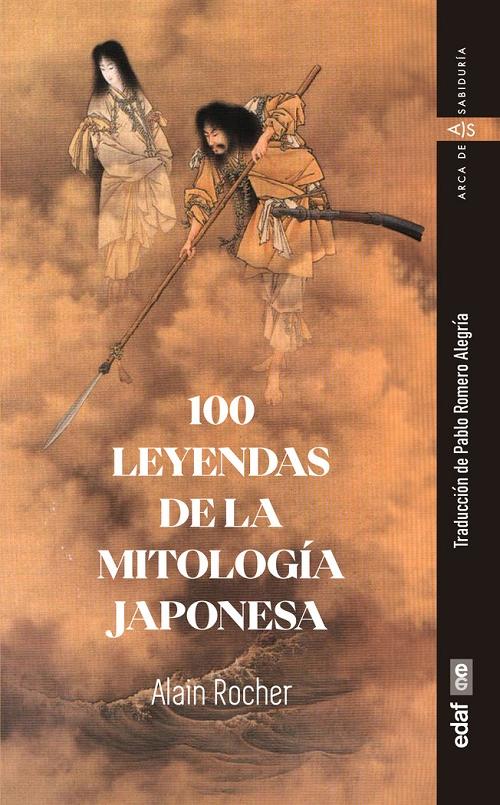 100
LEYENDAS
DE LA
MITOLOGÍA
JAPONESA
Alain Rocher
ARCA DE A)S SABIDURÍA
Traducción de Pablo Romero Alegría
edaf